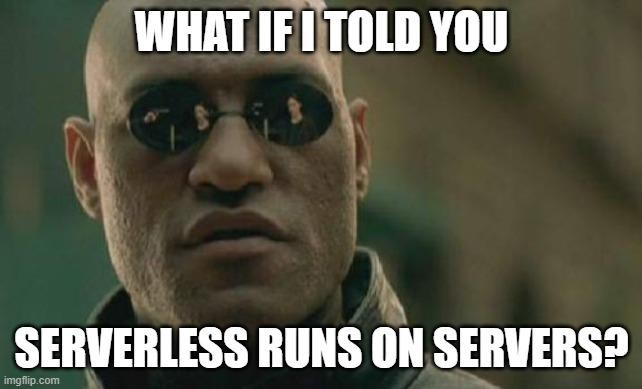 WHAT IF I TOLD YOU
SERVERLESS RUNS ON SERVERS?
imgflip.com